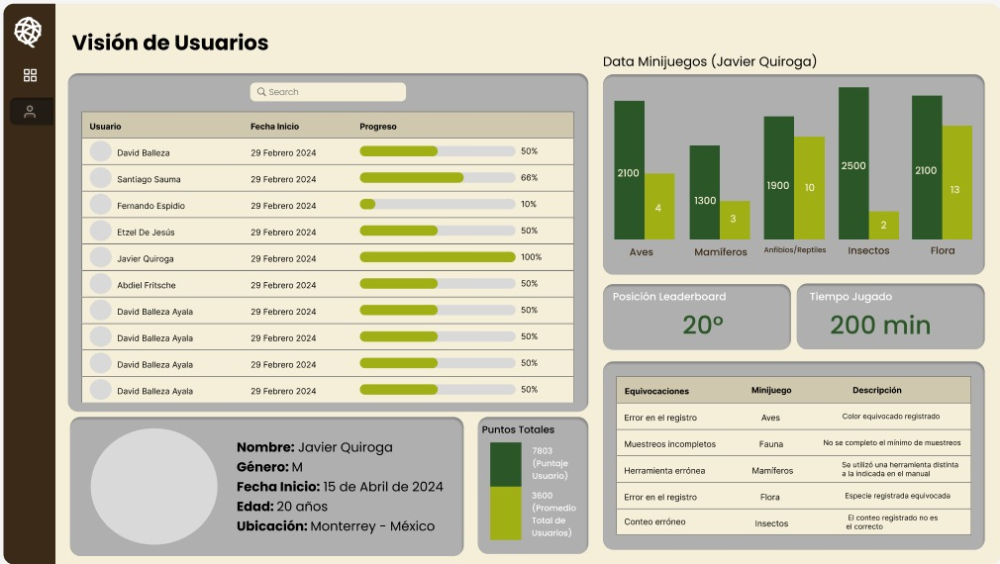 Visión de Usuarios
Search
Usuario Fecha Inicio Progreso
David Balleza 29 Febrero 2024 50%
Santiago Sauma 29 Febrero 2024 66%
Fernando Espidio 29 Febrero 2024 10%
Etzel De Jesús 29 Febrero 2024 50%
Javier Quiroga 29 Febrero 2024 100%
Abdiel Fritsche 29 Febrero 2024 50%
David Balleza Ayala 29 Febrero 2024 50%
David Balleza Ayala 29 Febrero 2024 50%
David Balleza Ayala 29 Febrero 2024 50%
David Balleza Ayala 29 Febrero 2024 50%
Nombre: Javier Quiroga
Género: M
Fecha Inicio: 15 de Abril de 2024
Edad: 20 años
Ubicación: Monterrey - México
Puntos Totales
7803
(Puntaje
Usuario)
3600
(Promedio
Total de
Usuarios)
Data Minijuegos (Javier Quiroga)
2100 4 1300 3 1900 10 2500 2 2100 13
Aves Mamíferos Anfibios/Reptiles Insectos Flora
Posición Leaderboard
20°
Tiempo Jugado
200 min
Equivocaciones Minijuego Descripción
Error en el registro Aves Color equivocado registrado
Muestreos incompletos Fauna No se completo el mínimo de muestreos
Herramienta errónea Mamíferos Se utilizó una herramienta distinta
a la indicada en el manual
Error en el registro Flora Especie registrada equivocada
Conteo erróneo Insectos El conteo registrado no es
el correcto